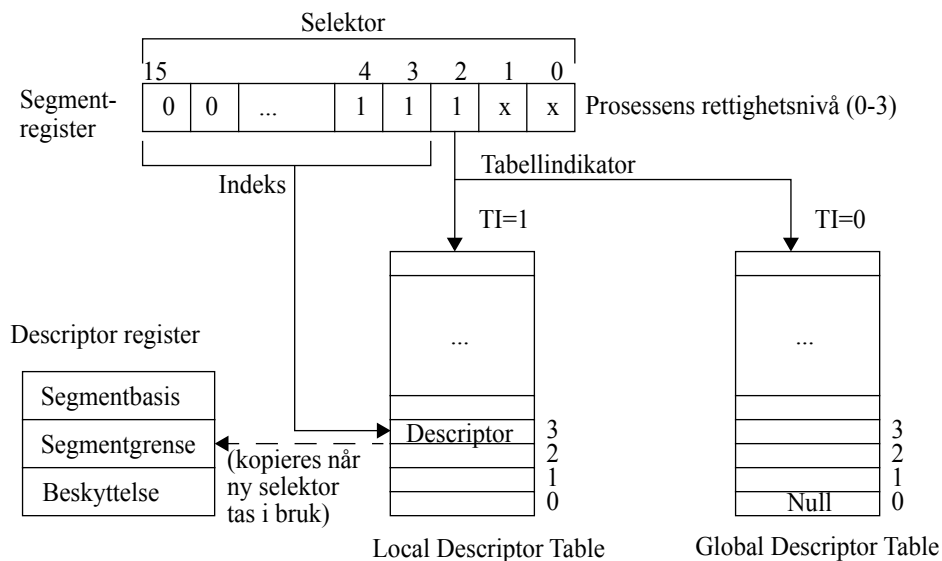 Selektor
15 4 3 2 1 0
Segment-
register
0 0 ... 1 1 1 x x
Prosessens rettighetsnivå (0-3)
Indeks
Tabellindikator
TI=1
TI=0
Descriptor register
Segmentbasis
Segmentgrense
Beskyttelse
(kopieres når
ny selektor
tas i bruk)
...
Descriptor
3
2
1
0
Local Descriptor Table
...
3
2
1
0
Null
Global Descriptor Table